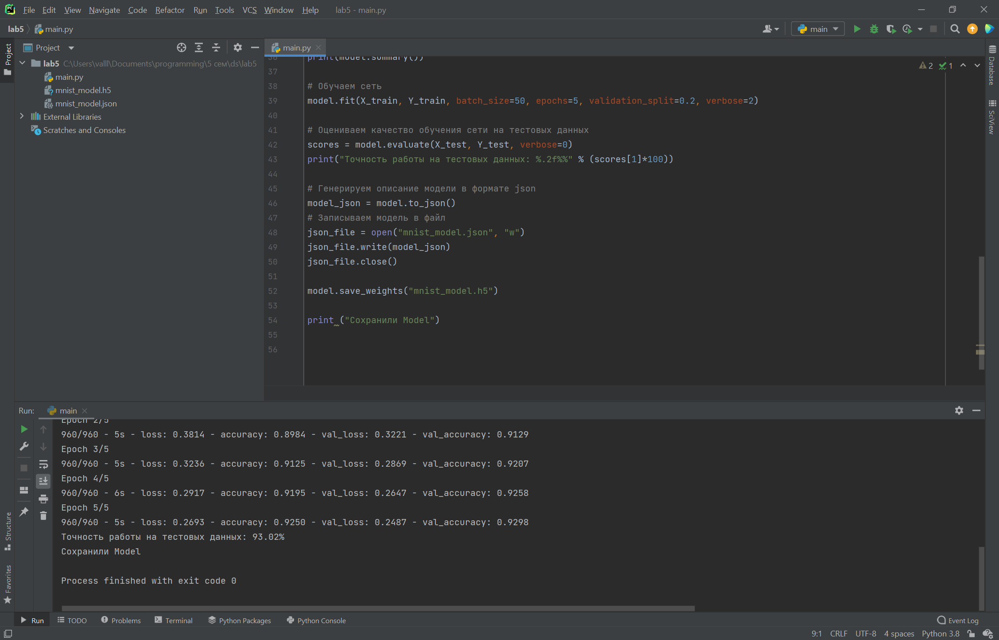 File Edit View Navigate Code Refactor Run Tools VCS Window Help lab5 - main.py
lab5 main.py
main
Project
Project
lab5 C:\Users\valll\Documents\programming\5 сем\ds\lab5
main.py
mnist_model.h5
mnist_model.json
External Libraries
Scratches and Consoles
main.py
2 1
36 print(model.summary())
37
38 # Обучаем сеть
39 model.fit(X_train, Y_train, batch_size=50, epochs=5, validation_split=0.2, verbose=2)
40
41 # Оцениваем качество обучения сети на тестовых данных
42 scores = model.evaluate(X_test, Y_test, verbose=0)
43 print("Точность работы на тестовых данных: %.2f%%" % (scores[1]*100))
44
45 # Генерируем описание модели в формате json
46 model_json = model.to_json()
47 # Записываем модель в файл
48 json_file = open("mnist_model.json", "w")
49 json_file.write(model_json)
50 json_file.close()
51
52 model.save_weights("mnist_model.h5")
53
54 print ("Сохранили Model")
55
56
Database
SciView
Run: main
Epoch 2/5
960/960 - 5s - loss: 0.3814 - accuracy: 0.8984 - val_loss: 0.3221 - val_accuracy: 0.9129
Epoch 3/5
960/960 - 5s - loss: 0.3236 - accuracy: 0.9125 - val_loss: 0.2869 - val_accuracy: 0.9207
Epoch 4/5
960/960 - 6s - loss: 0.2917 - accuracy: 0.9195 - val_loss: 0.2647 - val_accuracy: 0.9258
Epoch 5/5
960/960 - 5s - loss: 0.2693 - accuracy: 0.9250 - val_loss: 0.2487 - val_accuracy: 0.9298
Точность работы на тестовых данных: 93.02%
Сохранили Model
Process finished with exit code 0
Structure
Favorites
Run TODO Problems Terminal Python Packages Python Console Event Log
9:1 CRLF UTF-8 4 spaces Python 3.8